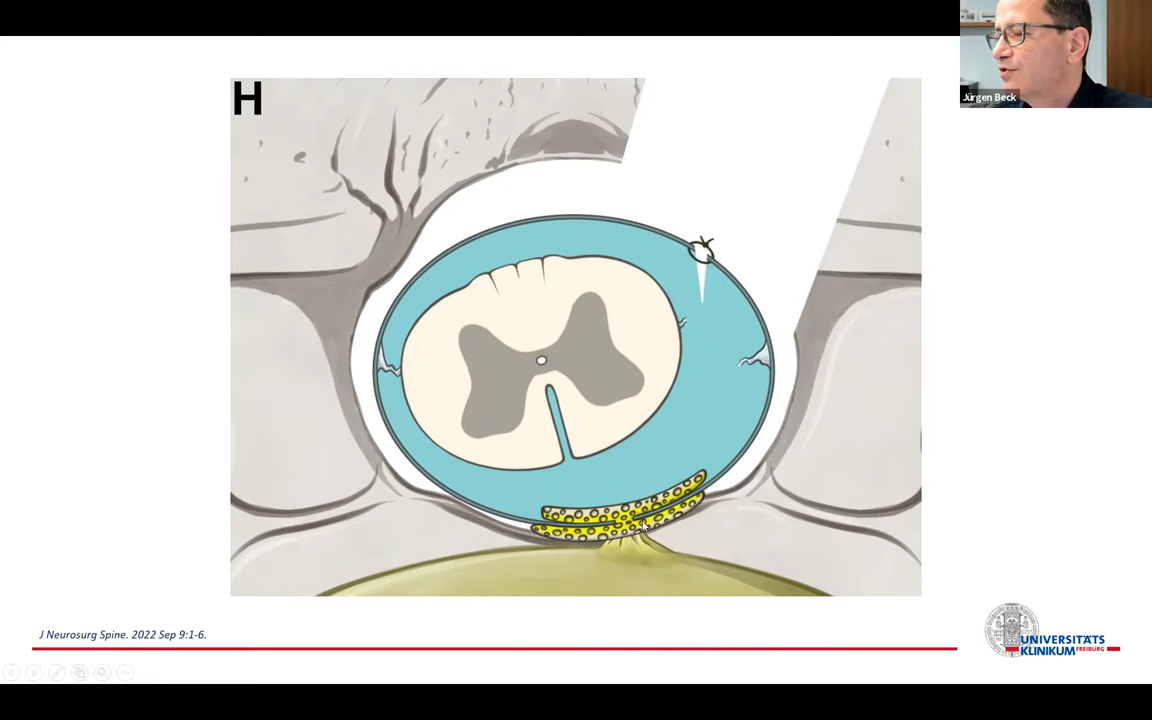 Jürgen Beck
H
J Neurosurg Spine. 2022 Sep 9:1-6.
UNIVERSITÄTS
KLINIKUM FREIBURG